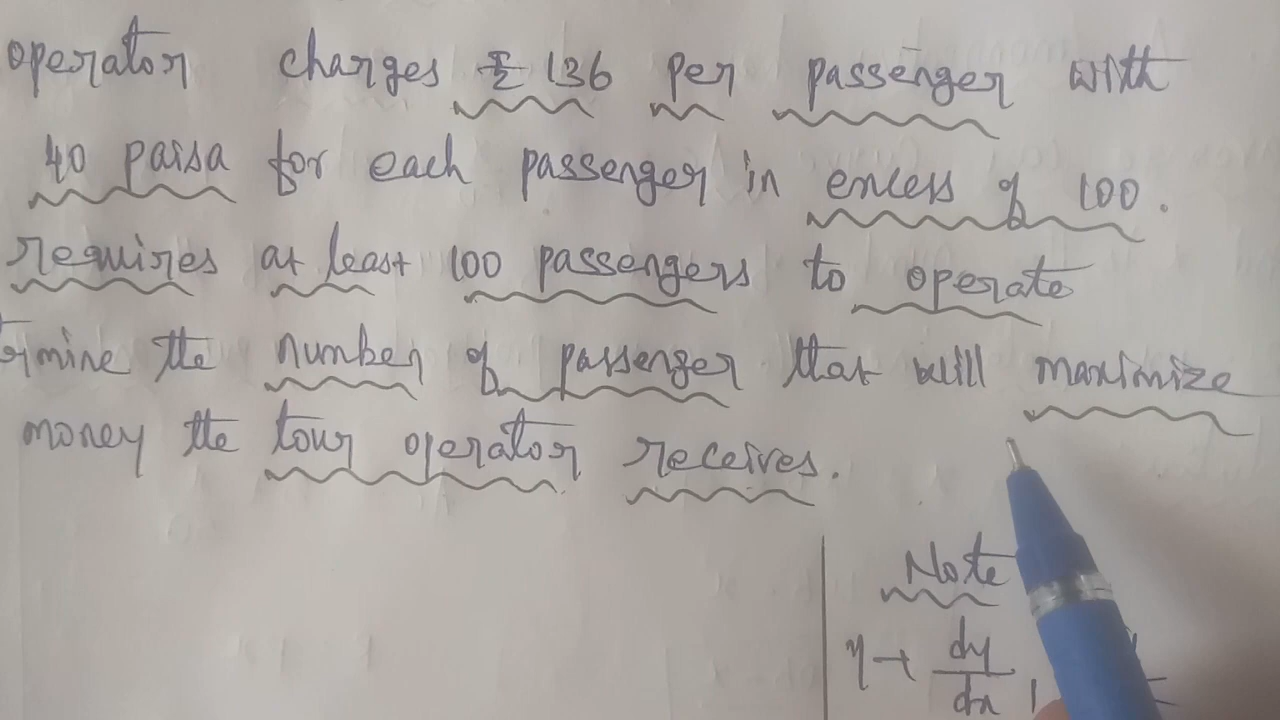 operator charges ₹ 136 per passenger with
40 paisa for each passenger in excess of 100.
requires at least 100 passengers to operate
rmine the number of passenger that will maximize
money the tour operator receives.
Note
dy
dx